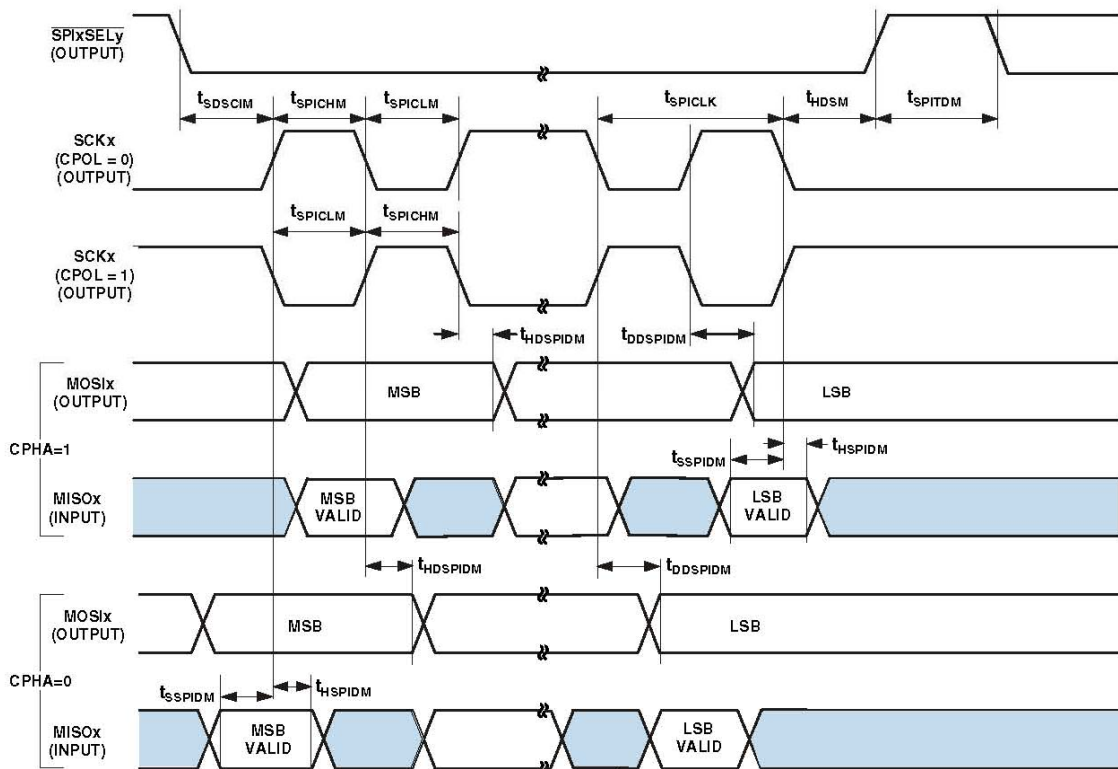 SPIxSELy
(OUTPUT)
tSDSCIM
tSPICHM
tSPICLM
tSPICLK
tHDSM
tSPITDM
SCKx
(CPOL = 0)
(OUTPUT)
tSPICLM
tSPICHM
SCKx
(CPOL = 1)
(OUTPUT)
tHDSPIDM
tDDSPIDM
CPHA=1
MOSIx
(OUTPUT)
MSB
LSB
tSSPIDM
tHSPIDM
MISOx
(INPUT)
MSB
VALID
LSB
VALID
tHDSPIDM
tDDSPIDM
CPHA=0
MOSIx
(OUTPUT)
MSB
LSB
tSSPIDM
tHSPIDM
MISOx
(INPUT)
MSB
VALID
LSB
VALID